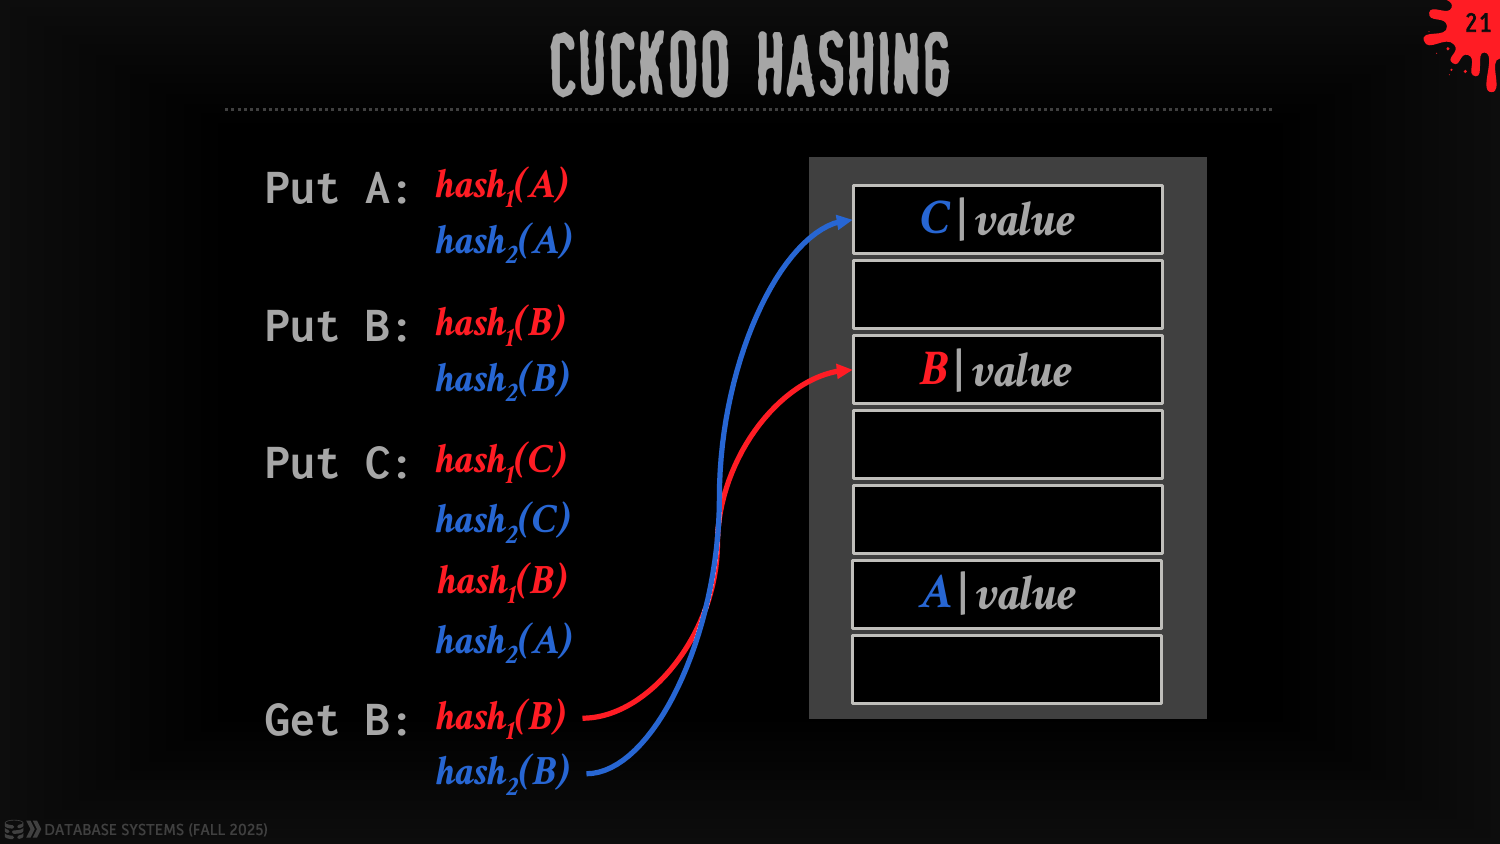 21
CUCKOO HASHING
Put A: hash1(A)
hash2(A)
Put B: hash1(B)
hash2(B)
Put C: hash1(C)
hash2(C)
hash1(B)
hash2(A)
Get B: hash1(B)
hash2(B)
C|value
B|value
A|value
DATABASE SYSTEMS (FALL 2025)